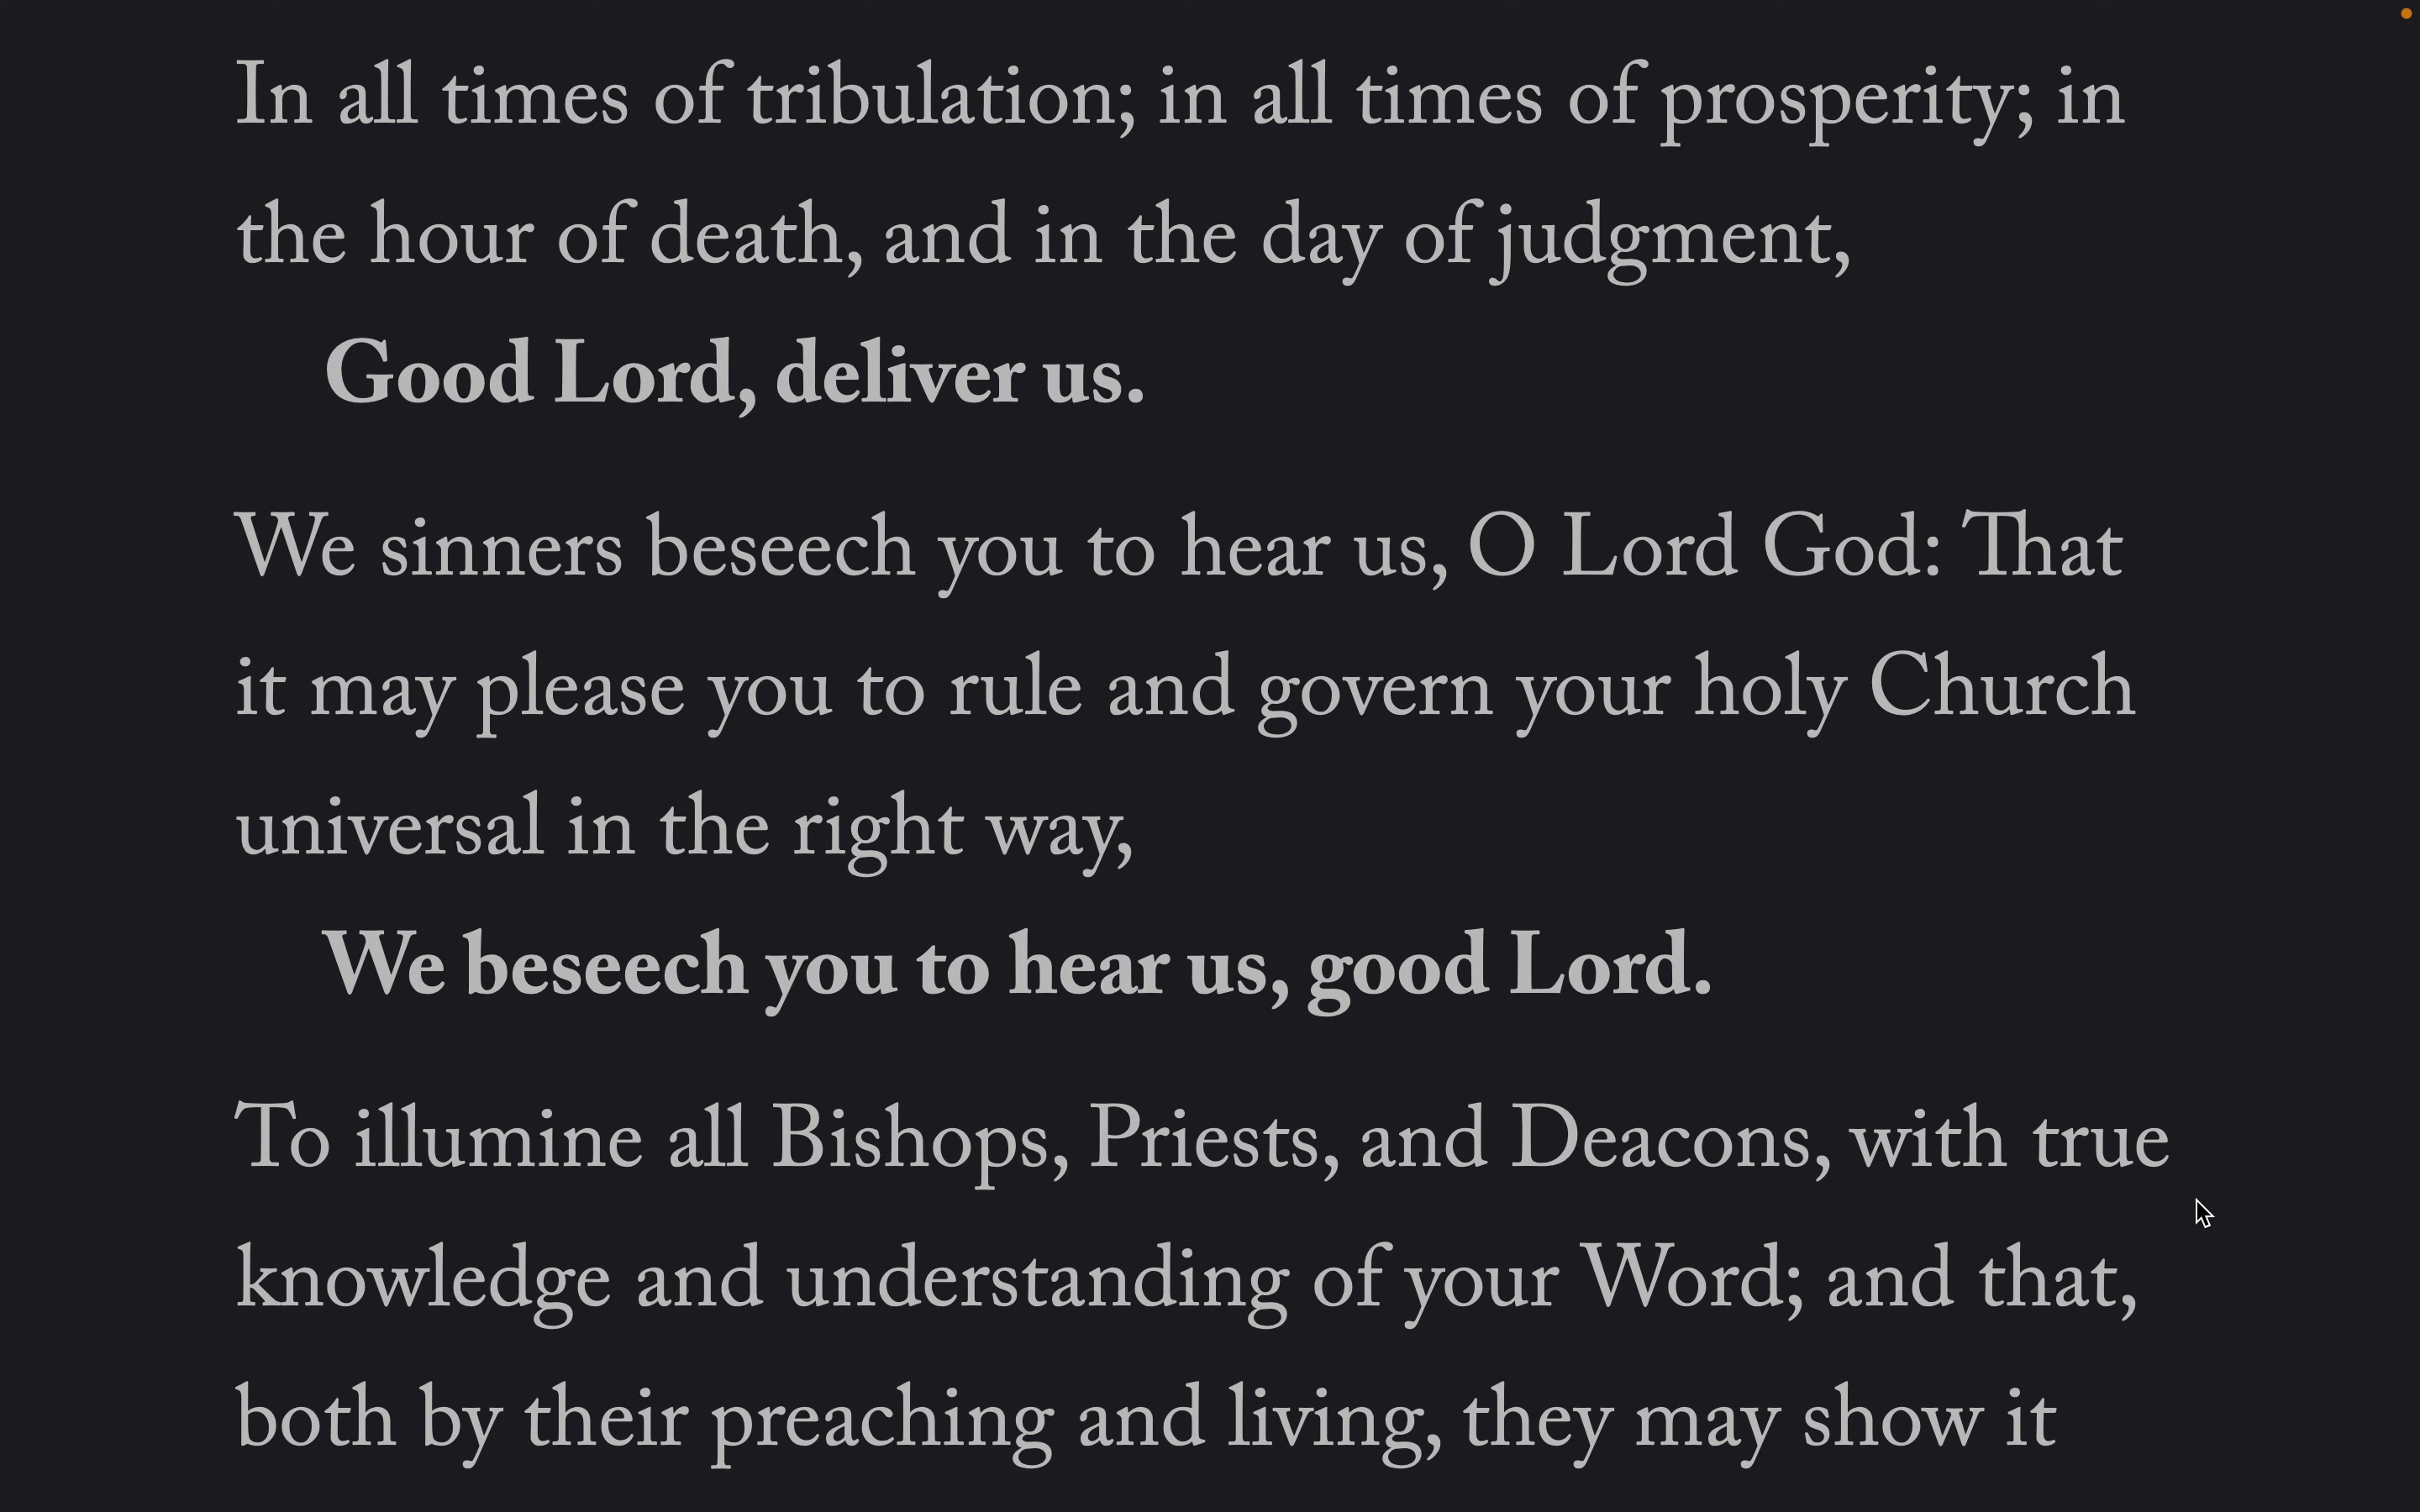 In all times of tribulation; in all times of prosperity; in
the hour of death, and in the day of judgment,
Good Lord, deliver us.
We sinners beseech you to hear us, O Lord God: That
it may please you to rule and govern your holy Church
universal in the right way,
We beseech you to hear us, good Lord.
To illumine all Bishops, Priests, and Deacons, with true
knowledge and understanding of your Word; and that,
both by their preaching and living, they may show it